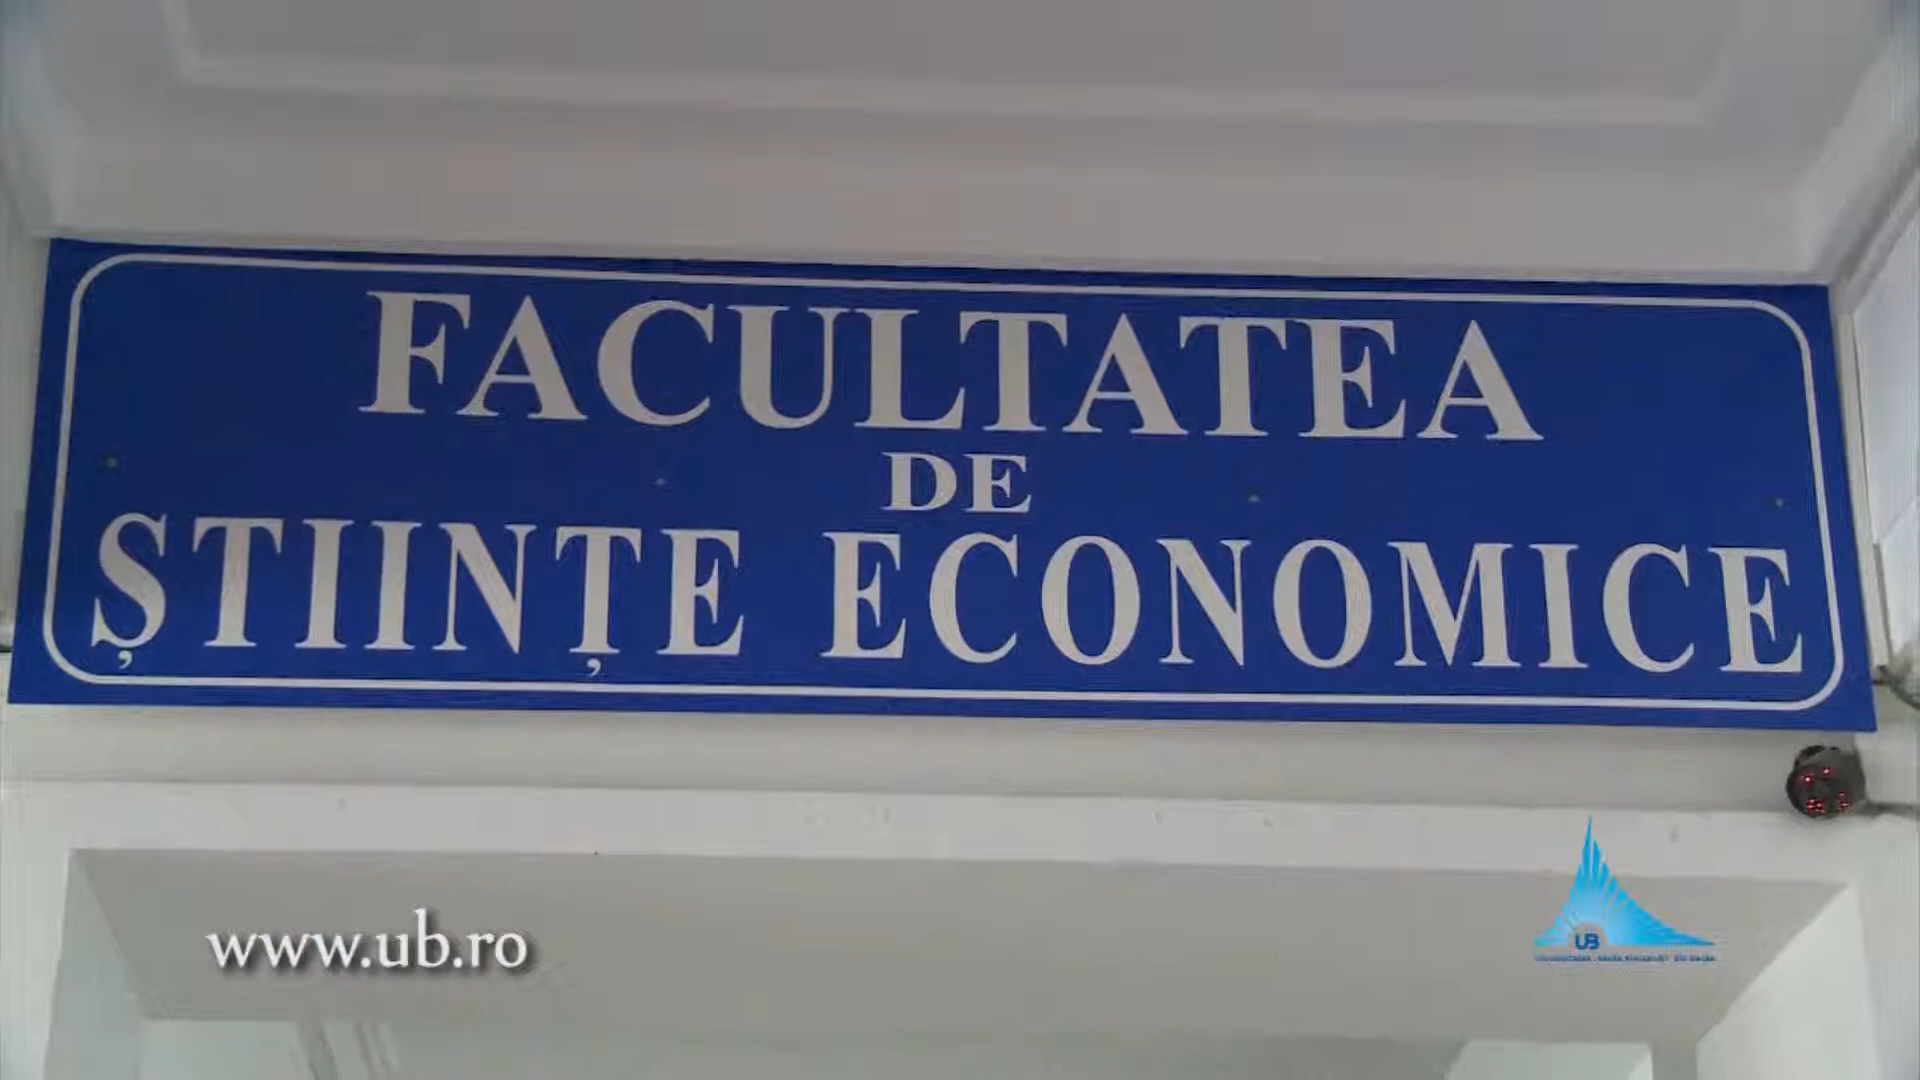 FACULTATEA
DE
ȘTIINȚE ECONOMICE
www.ub.ro
UB